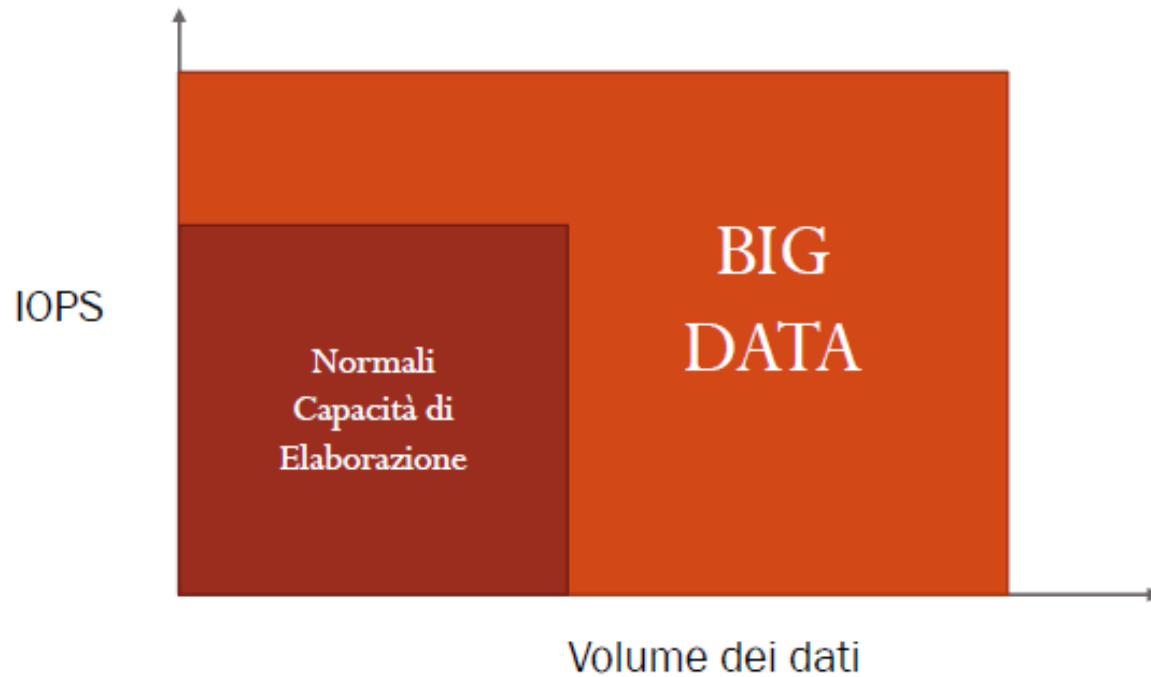 IOPS
Normali
Capacità di
Elaborazione
BIG
DATA
Volume dei dati